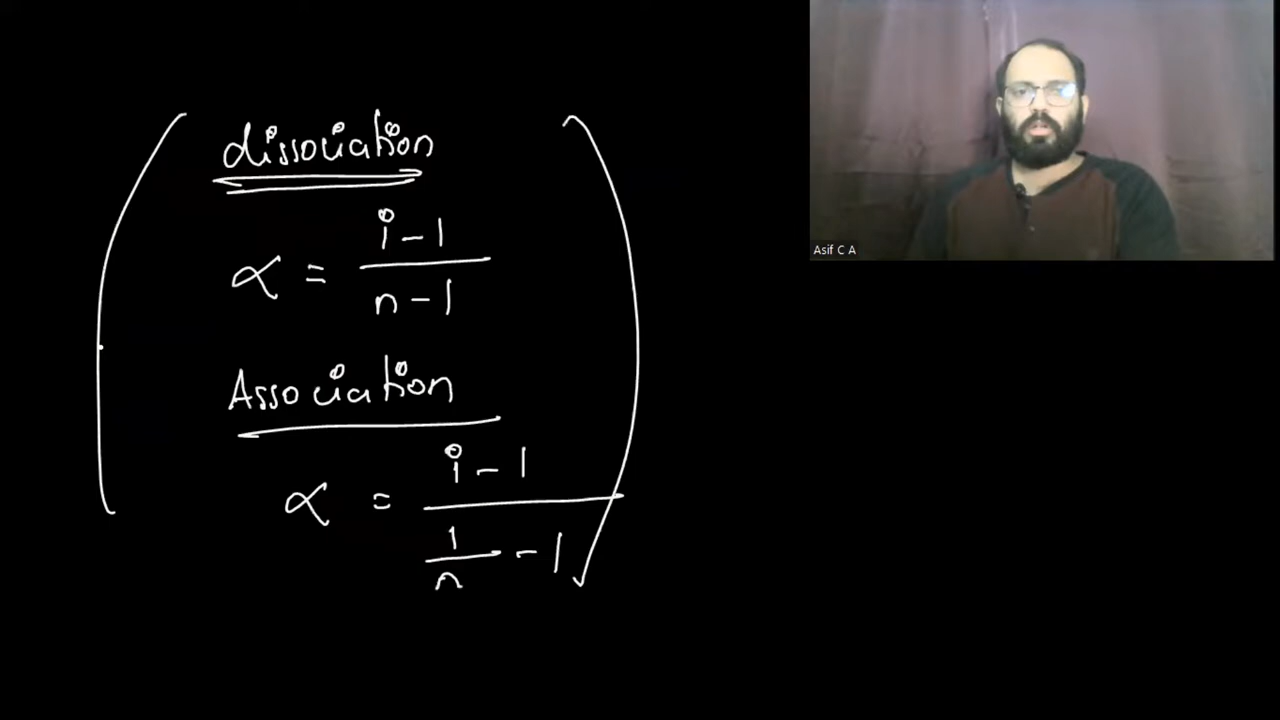 dissociation
α = i - 1 / n - 1
Association
α = i - 1 / 1/n - 1
Asif C A